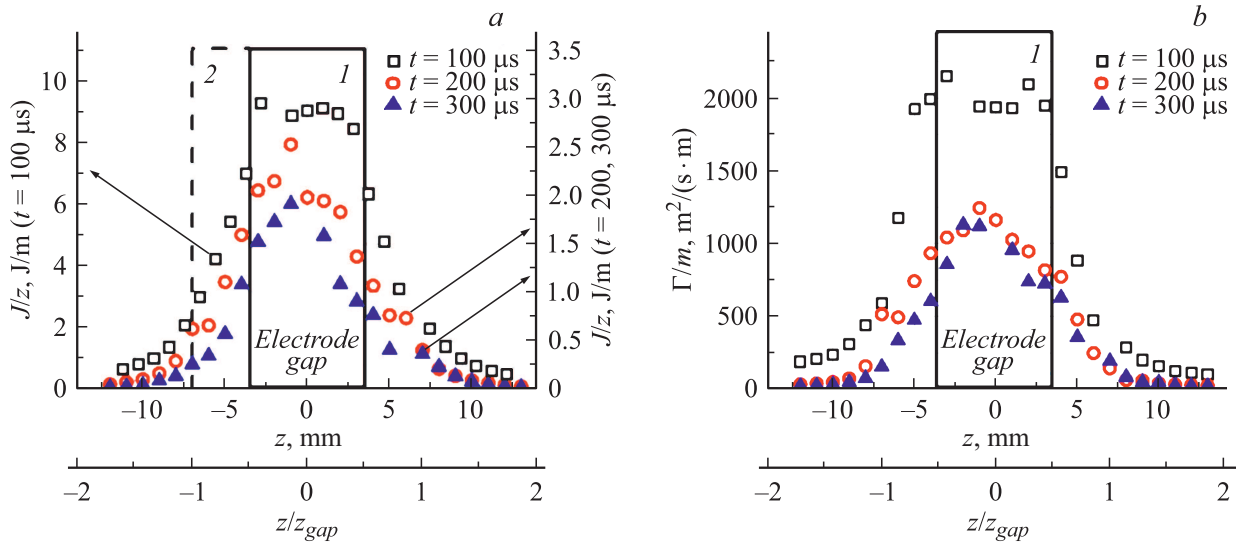 a
2
1
t = 100 μs
t = 200 μs
t = 300 μs
J/z, J/m (t = 100 μs)
10
8
6
4
2
0
J/z, J/m (t = 200, 300 μs)
3.5
3.0
2.5
2.0
1.5
1.0
0.5
0
Electrode
gap
–10 –5 0 5 10
z, mm
–2 –1 0 1 2
z/zgap
b
1
t = 100 μs
t = 200 μs
t = 300 μs
Γ/m, m²/(s · m)
2000
1500
1000
500
0
Electrode
gap
–10 –5 0 5 10
z, mm
–2 –1 0 1 2
z/zgap